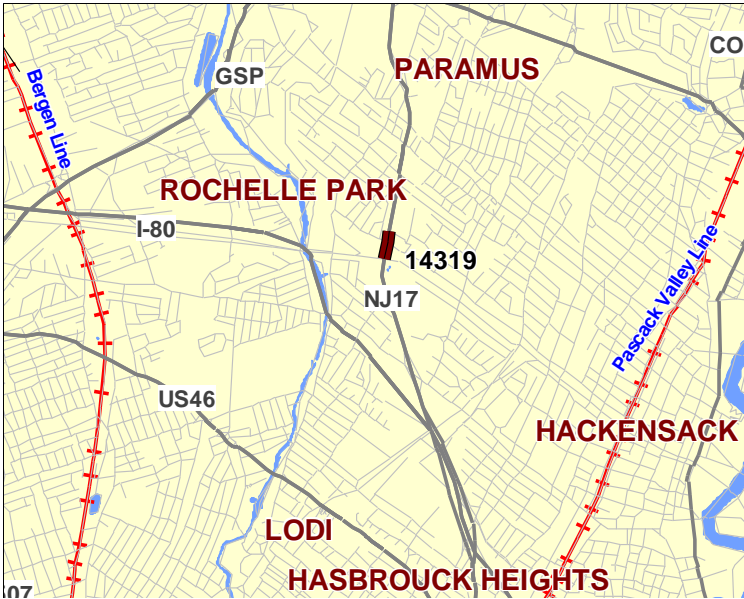 CO
GSP
PARAMUS
Bergen Line
ROCHELLE PARK
I-80
14319
NJ17
Pascack Valley Line
US46
HACKENSACK
LODI
HASBROUCK HEIGHTS
07